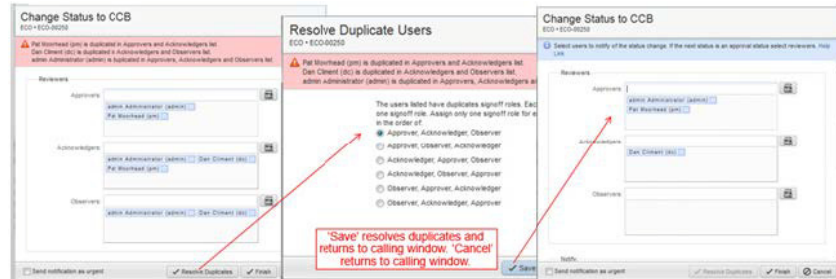 Change Status to CCB
ECO • ECO-00250
Pat Moorhead (pm) is duplicated in Approvers and Acknowledgers list.
Dan Climent (dc) is duplicated in Acknowledgers and Observers list.
admin Administrator (admin) is duplicated in Approvers, Acknowledgers and Observers list.
Reviewers
Approvers
admin Administrator (admin)
Pat Moorhead (pm)
Acknowledgers
admin Administrator (admin) Dan Climent (dc)
Pat Moorhead (pm)
Observers
admin Administrator (admin) Dan Climent (dc)
Send notification as urgent
Resolve Duplicates
Finish
Resolve Duplicate Users
ECO • ECO-00250
Pat Moorhead (pm) is duplicated in Approvers and Acknowledgers list.
Dan Climent (dc) is duplicated in Acknowledgers and Observers list.
admin Administrator (admin) is duplicated in Approvers, Acknowledgers a
The users listed have duplicates signoff roles. Eac
one signoff role. Assign only one signoff role for e
in the order of:
Approver, Acknowledger, Observer
Approver, Observer, Acknowledger
Acknowledger, Approver, Observer
Acknowledger, Observer, Approver
Observer, Approver, Acknowledger
Observer, Acknowledger, Approver
'Save' resolves duplicates and
returns to calling window. 'Cancel'
returns to calling window.
Save
Change Status to CCB
ECO • ECO-00250
Select users to notify of the status change. If the next status is an approval status select reviewers, Help
Link
Reviewers
Approvers
admin Administrator (admin)
Pat Moorhead (pm)
Acknowledgers
Dan Climent (dc)
Observers
Notify
Send notification as urgent
Resolve Duplicates
Finish
Cancel